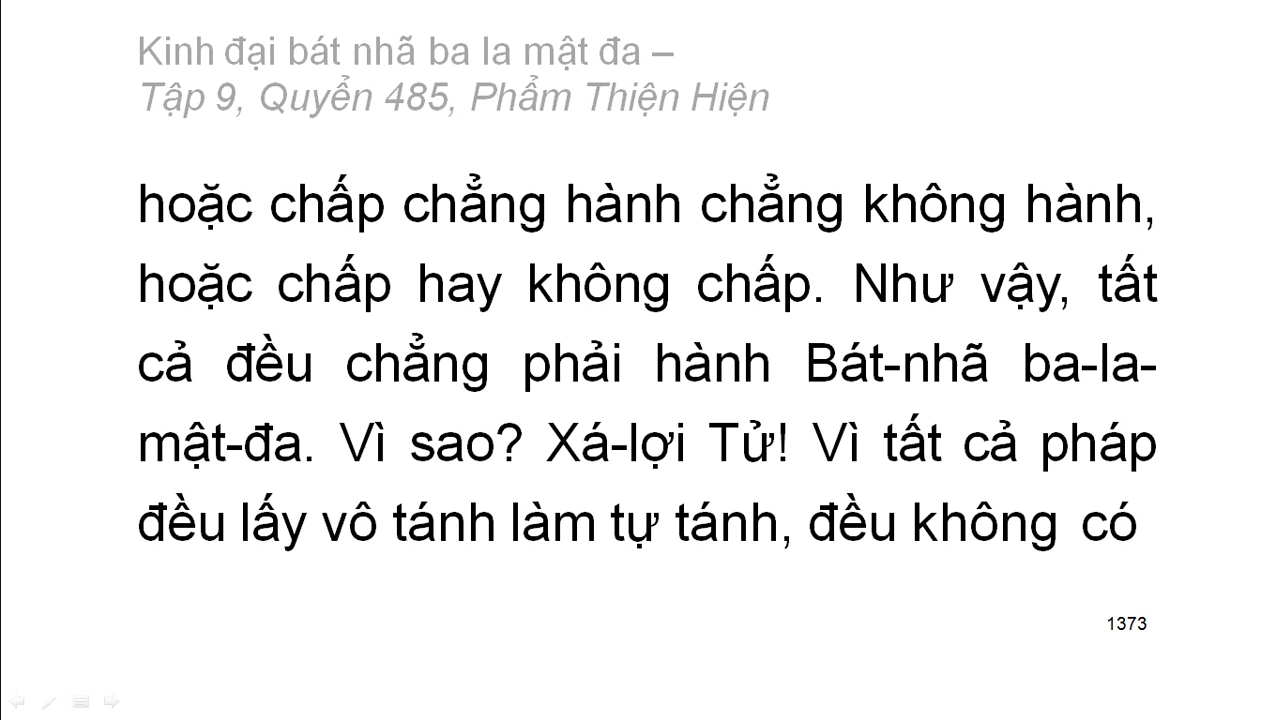 Kinh đại bát nhã ba la mật đa –
Tập 9, Quyển 485, Phẩm Thiện Hiện
hoặc chấp chẳng hành chẳng không hành,
hoặc chấp hay không chấp. Như vậy, tất
cả đều chẳng phải hành Bát-nhã ba-la-
mật-đa. Vì sao? Xá-lợi Tử! Vì tất cả pháp
đều lấy vô tánh làm tự tánh, đều không có
1373